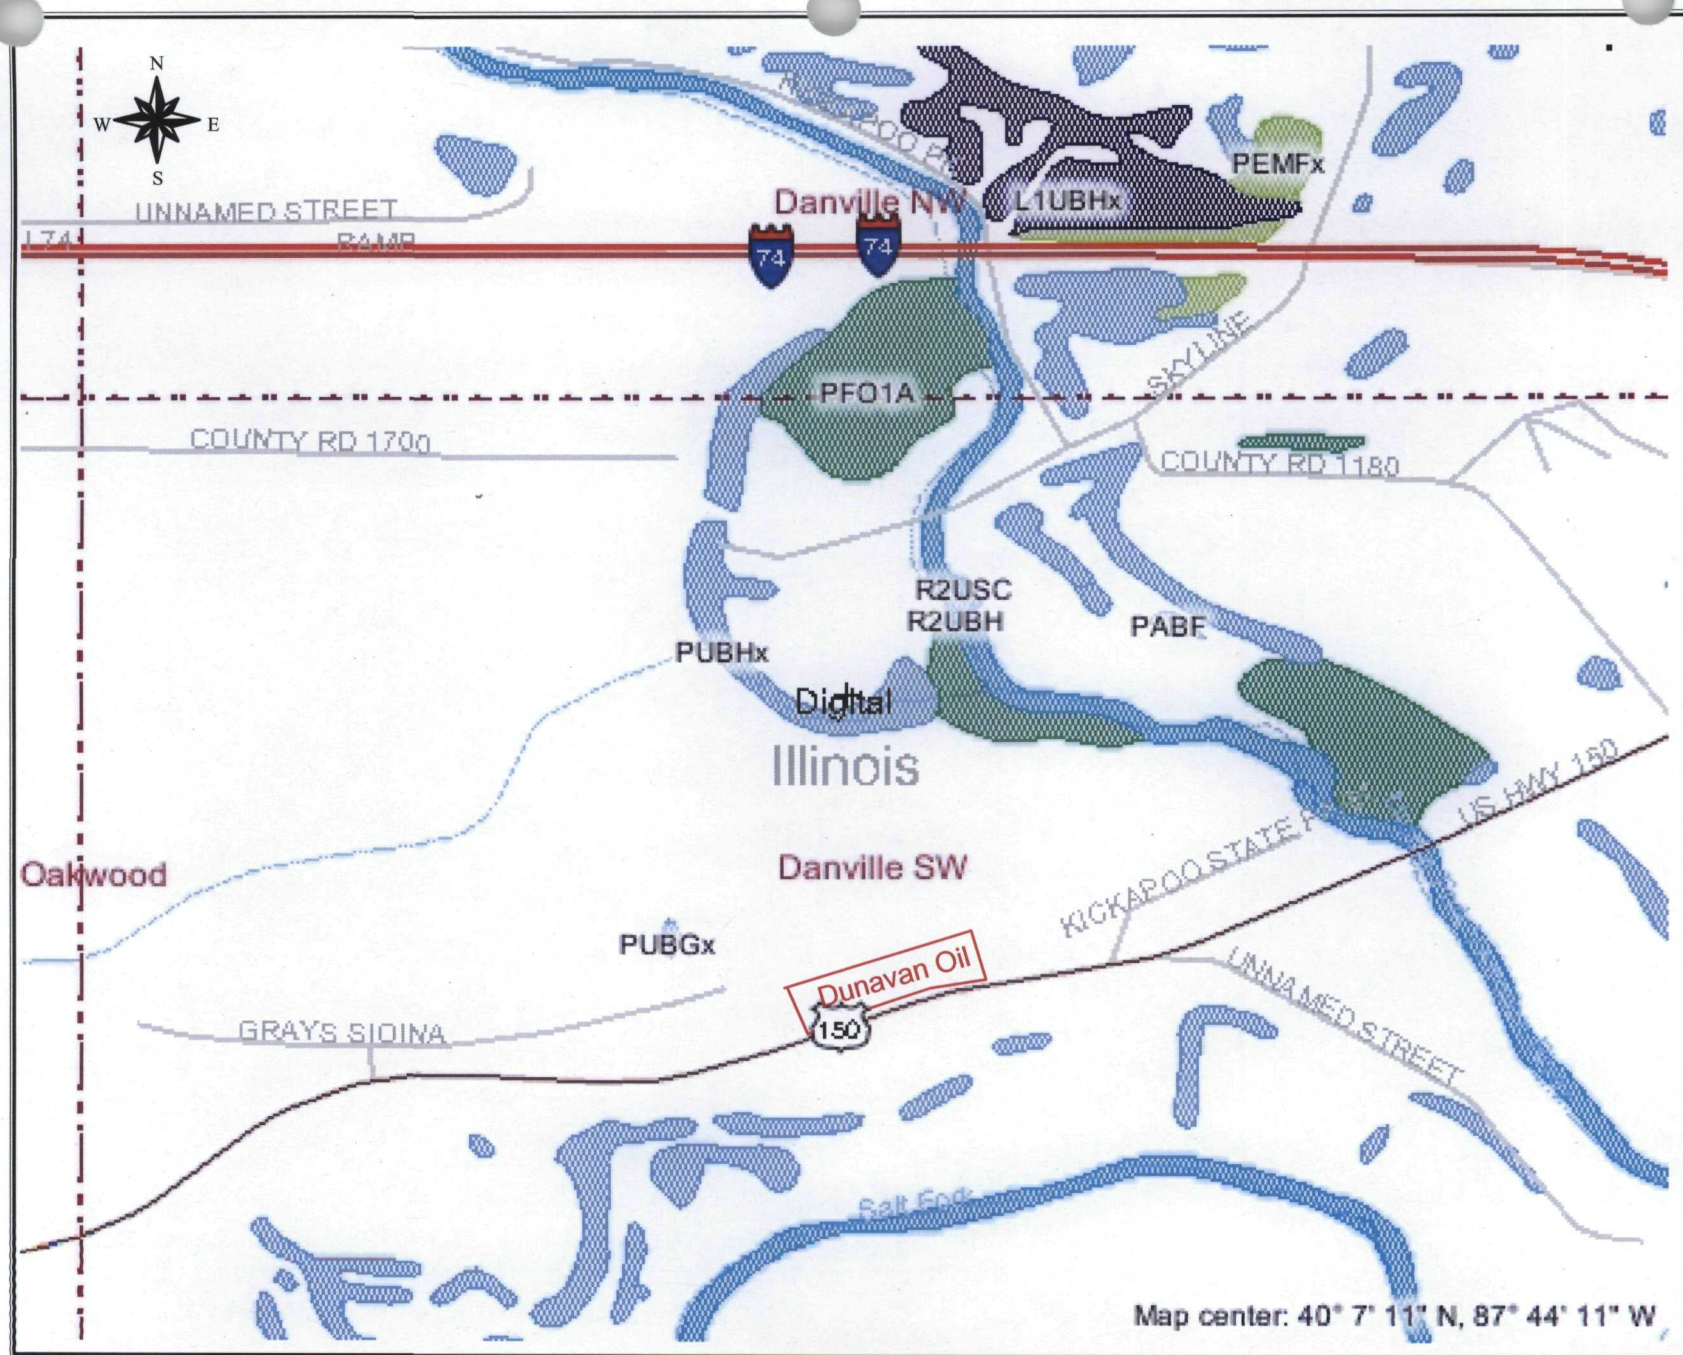 N
W E
S
PEMFx
L1UBHx
Danville NW
UNNAMED STREET
I 74
RAMP
74
74
SKYLINE
PFO1A
COUNTY RD 1700
COUNTY RD 1180
R2USC
R2UBH
PABF
PUBHx
Digital
Illinois
US HWY 150
KICKAPOO STATE
Oakwood
Danville SW
PUBGx
Dunavan Oil
150
UNNAMED STREET
GRAYS SIOINA
Salt Fork
Map center: 40° 7' 11" N, 87° 44' 11" W